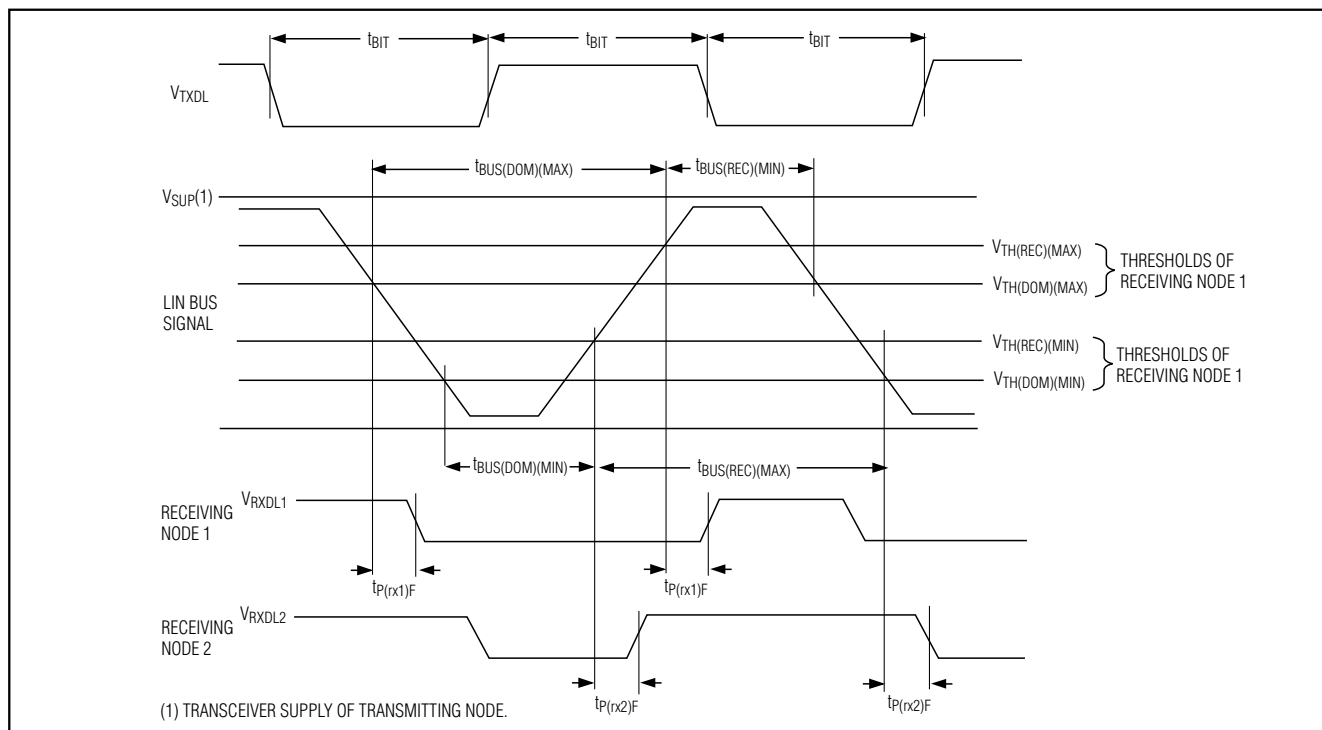 tBIT tBIT tBIT
VTXDL
tBUS(DOM)(MAX) tBUS(REC)(MIN)
VSUP(1)
VTH(REC)(MAX)
THRESHOLDS OF
RECEIVING NODE 1
VTH(DOM)(MAX)
LIN BUS
SIGNAL
VTH(REC)(MIN)
THRESHOLDS OF
RECEIVING NODE 1
VTH(DOM)(MIN)
tBUS(DOM)(MIN) tBUS(REC)(MAX)
VRXDL1
RECEIVING
NODE 1
tP(rx1)F tP(rx1)F
VRXDL2
RECEIVING
NODE 2
tP(rx2)F tP(rx2)F
(1) TRANSCEIVER SUPPLY OF TRANSMITTING NODE.